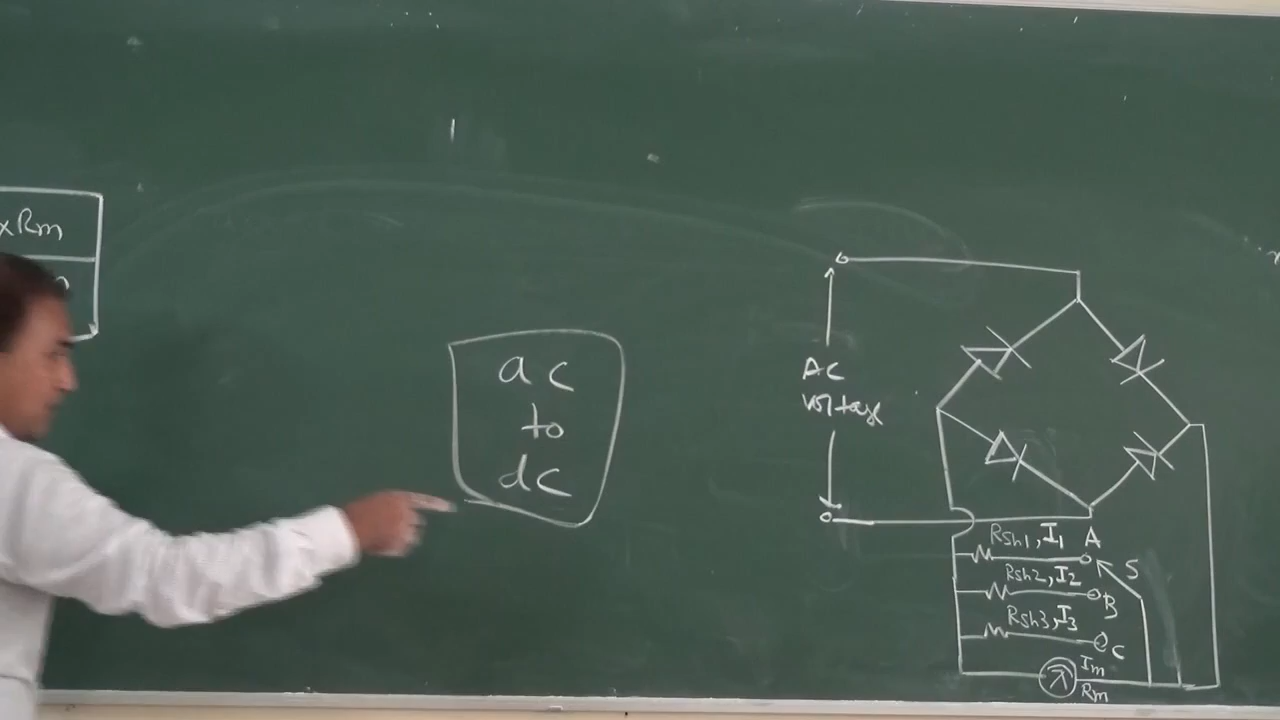 xRm
ac
to
dc
AC
voltage
Rsh1, I1 A
S
Rsh2, I2
B
Rsh3, I3
C
Im
Rm